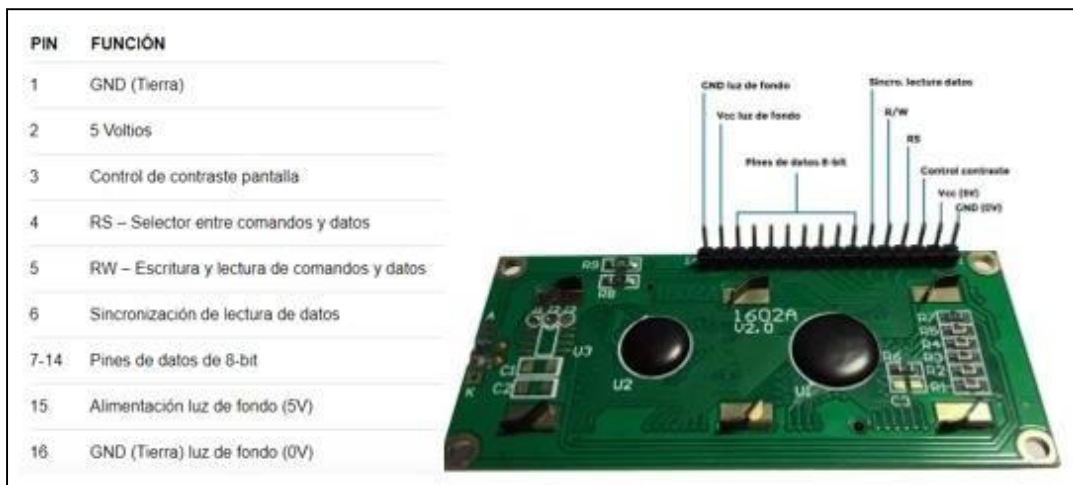 PIN FUNCIÓN
1 GND (Tierra)
2 5 Voltios
3 Control de contraste pantalla
4 RS – Selector entre comandos y datos
5 RW – Escritura y lectura de comandos y datos
6 Sincronización de lectura de datos
7-14 Pines de datos de 8-bit
15 Alimentación luz de fondo (5V)
16 GND (Tierra) luz de fondo (0V)
GND luz de fondo
Sincro. lectura datos
Vcc luz de fondo
R/W
RS
Pines de datos 8-bit
Control contraste
Vcc (5V)
GND (0V)
R9
R8
1602A
V2.0
A
J1 J2 J3
U3
C1
C2
K
U2
U1
R6
C3
R7
R5
R4
R3
R2
R1